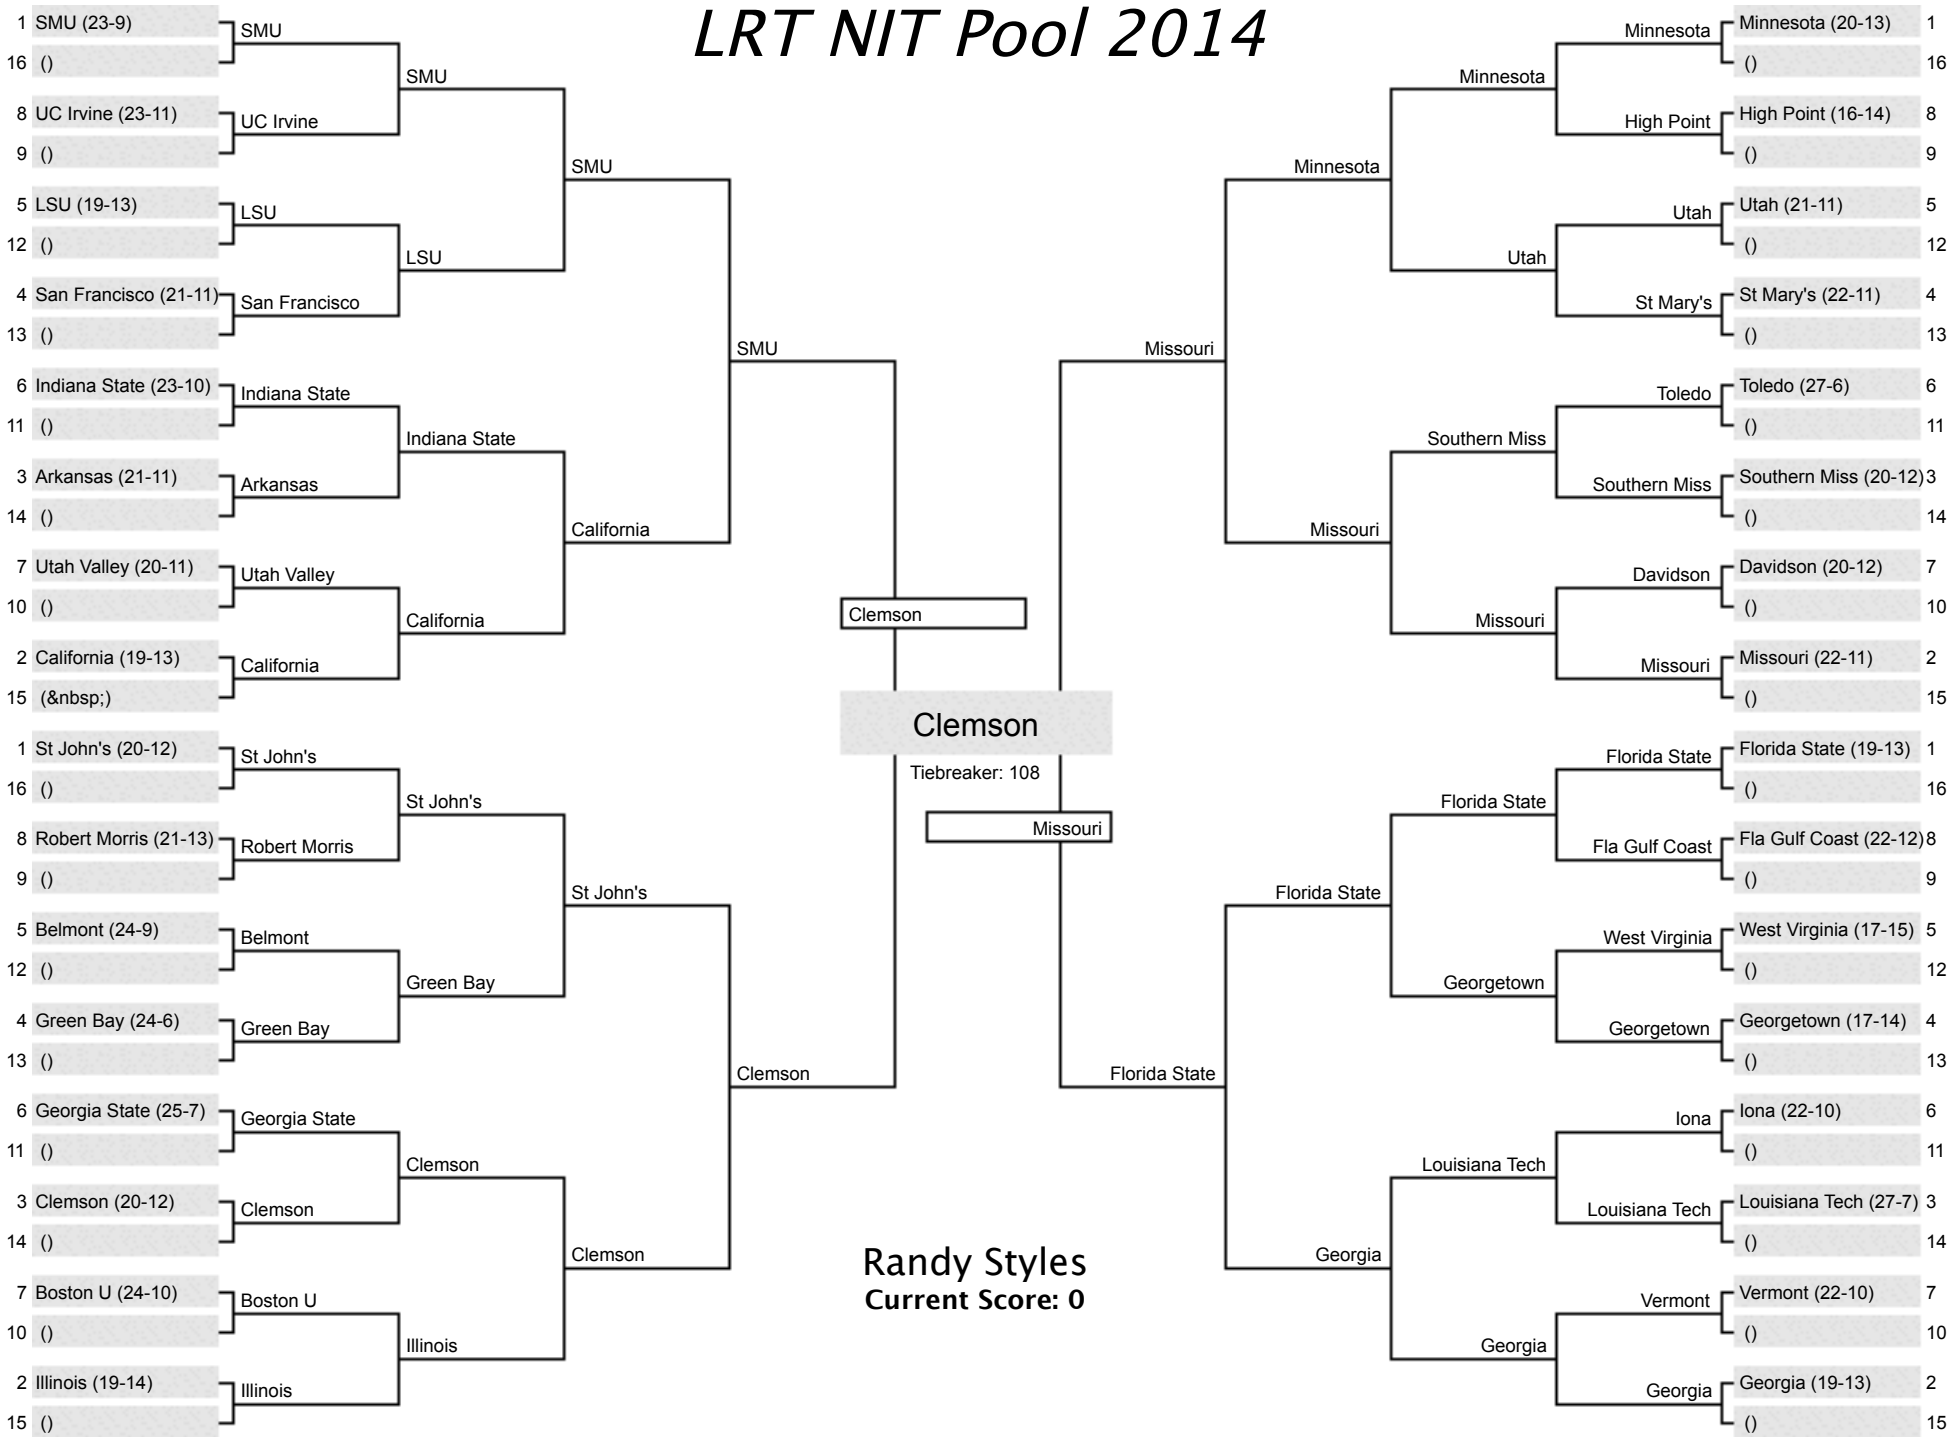 LRT NIT Pool 2014
1 SMU (23-9)
16 ()
8 UC Irvine (23-11)
9 ()
5 LSU (19-13)
12 ()
4 San Francisco (21-11)
13 ()
6 Indiana State (23-10)
11 ()
3 Arkansas (21-11)
14 ()
7 Utah Valley (20-11)
10 ()
2 California (19-13)
15 (&nbsp;)
1 St John's (20-12)
16 ()
8 Robert Morris (21-13)
9 ()
5 Belmont (24-9)
12 ()
4 Green Bay (24-6)
13 ()
6 Georgia State (25-7)
11 ()
3 Clemson (20-12)
14 ()
7 Boston U (24-10)
10 ()
2 Illinois (19-14)
15 ()
SMU
UC Irvine
LSU
San Francisco
Indiana State
Arkansas
Utah Valley
California
St John's
Robert Morris
Belmont
Green Bay
Georgia State
Clemson
Boston U
Illinois
SMU
LSU
Indiana State
California
St John's
Green Bay
Clemson
Illinois
SMU
California
St John's
Clemson
SMU
Clemson
Clemson
Clemson
Tiebreaker: 108
Missouri
Randy Styles
Current Score: 0
Missouri
Florida State
Minnesota
Missouri
Florida State
Georgia
Minnesota
Utah
Southern Miss
Missouri
Florida State
Georgetown
Louisiana Tech
Georgia
Minnesota
High Point
Utah
St Mary's
Toledo
Southern Miss
Davidson
Missouri
Florida State
Fla Gulf Coast
West Virginia
Georgetown
Iona
Louisiana Tech
Vermont
Georgia
Minnesota (20-13) 1
() 16
High Point (16-14) 8
() 9
Utah (21-11) 5
() 12
St Mary's (22-11) 4
() 13
Toledo (27-6) 6
() 11
Southern Miss (20-12) 3
() 14
Davidson (20-12) 7
() 10
Missouri (22-11) 2
() 15
Florida State (19-13) 1
() 16
Fla Gulf Coast (22-12) 8
() 9
West Virginia (17-15) 5
() 12
Georgetown (17-14) 4
() 13
Iona (22-10) 6
() 11
Louisiana Tech (27-7) 3
() 14
Vermont (22-10) 7
() 10
Georgia (19-13) 2
() 15